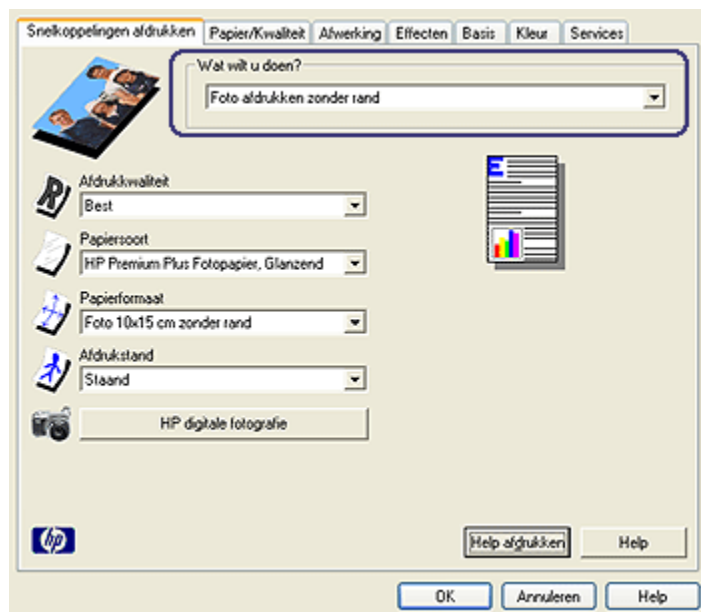 Snelkoppelingen afdrukken Papier/Kwaliteit Afwerking Effecten Basis Kleur Services
Wat wilt u doen?
Foto afdrukken zonder rand
Afdrukkwaliteit
Best
Papiersoort
HP Premium Plus Fotopapier, Glanzend
Papierformaat
Foto 10x15 cm zonder rand
Afdrukstand
Staand
HP digitale fotografie
hp
Help afdrukken Help
OK Annuleren Help